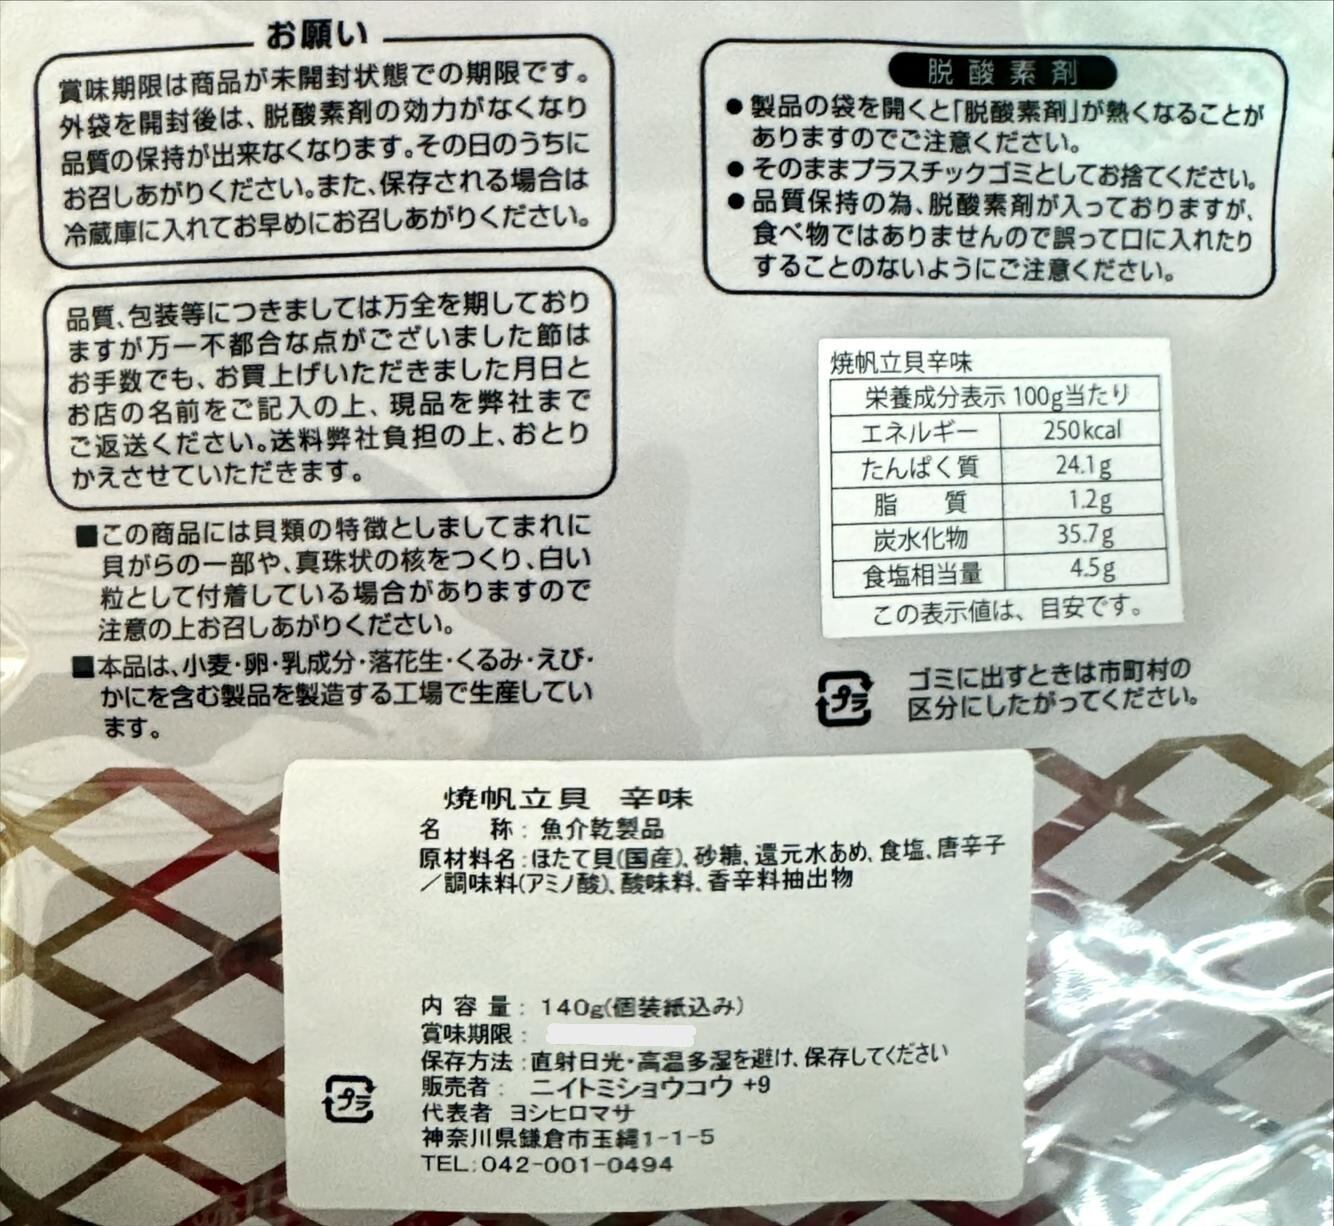 お願い
賞味期限は商品が未開封状態での期限です。
外袋を開封後は、脱酸素剤の効力がなくなり
品質の保持が出来なくなります。その日のうちに
お召しあがりください。また、保存される場合は
冷蔵庫に入れてお早めにお召しあがりください。
品質、包装等につきましては万全を期しており
ますが万一不都合な点がございました節は
お手数でも、お買上げいただきました月日と
お店の名前をご記入の上、現品を弊社まで
ご返送ください。送料弊社負担の上、おとり
かえさせていただきます。
■この商品には貝類の特徴としましてまれに
貝がらの一部や、真珠状の核をつくり、白い
粒として付着している場合がありますので
注意の上お召しあがりください。
■本品は、小麦・卵・乳成分・落花生・くるみ・えび・
かにを含む製品を製造する工場で生産してい
ます。
脱酸素剤
●製品の袋を開くと「脱酸素剤」が熱くなることが
ありますのでご注意ください。
●そのままプラスチックゴミとしてお捨てください。
●品質保持の為、脱酸素剤が入っておりますが、
食べ物ではありませんので誤って口に入れたり
することのないようにご注意ください。
焼帆立貝辛味
栄養成分表示 100g当たり
エネルギー 250kcal
たんぱく質 24.1g
脂 質 1.2g
炭水化物 35.7g
食塩相当量 4.5g
この表示値は、目安です。
プラ
ゴミに出すときは市町村の
区分にしたがってください。
焼帆立貝 辛味
名 称：魚介乾製品
原材料名：ほたて貝(国産)、砂糖、還元水あめ、食塩、唐辛子
／調味料(アミノ酸)、酸味料、香辛料抽出物
内容量：140g(個装紙込み)
賞味期限：
保存方法：直射日光・高温多湿を避け、保存してください
販売者：ニイトミショウコウ +9
代表者 ヨシヒロマサ
神奈川県鎌倉市玉縄1-1-5
TEL:042-001-0494
プラ